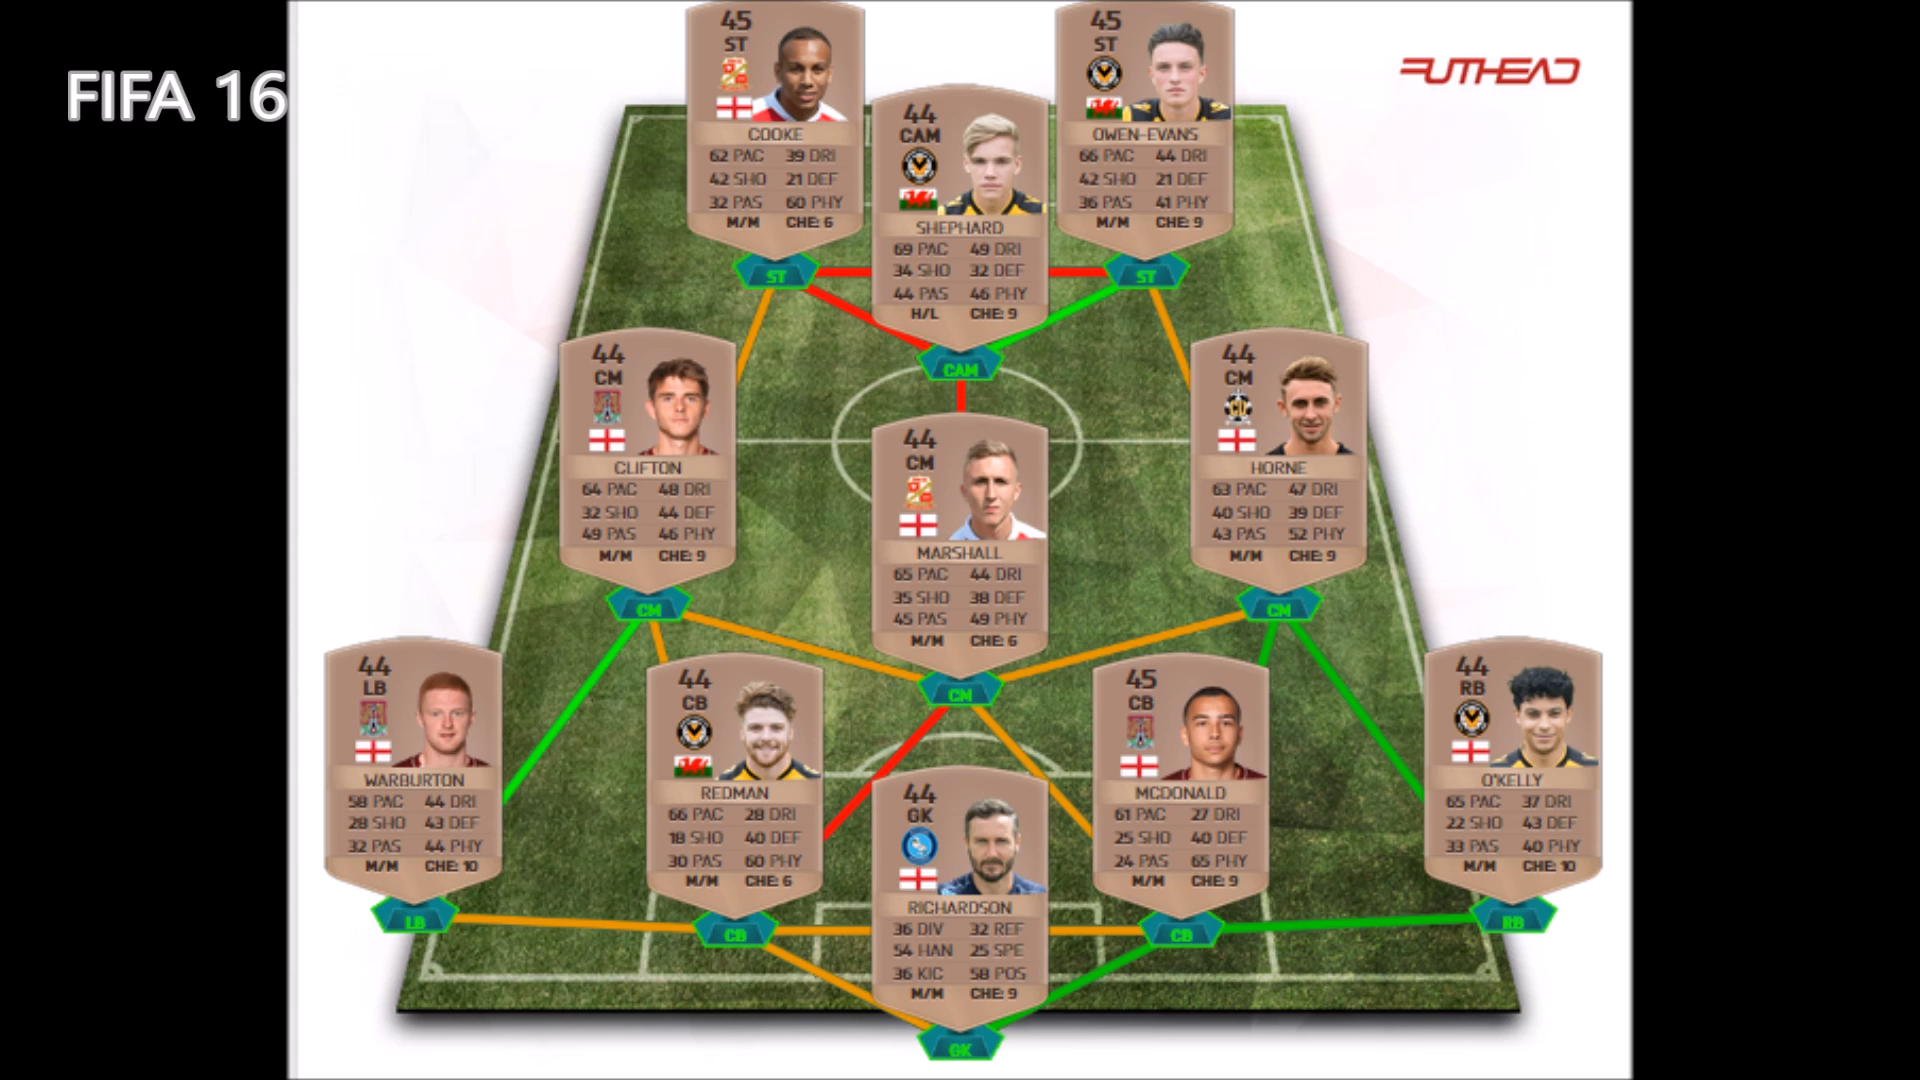 FIFA 16
FUTHEAD
45
ST
COOKE
62 PAC 39 DRI
42 SHO 21 DEF
32 PAS 60 PHY
M/M CHE: 6
ST
45
ST
OWEN-EVANS
66 PAC 44 DRI
42 SHO 21 DEF
36 PAS 41 PHY
M/M CHE: 9
ST
44
CAM
SHEPHARD
69 PAC 49 DRI
34 SHO 32 DEF
44 PAS 46 PHY
H/L CHE: 9
CAM
44
CM
CLIFTON
64 PAC 48 DRI
32 SHO 44 DEF
49 PAS 46 PHY
M/M CHE: 9
CM
44
CM
MARSHALL
65 PAC 44 DRI
35 SHO 38 DEF
45 PAS 49 PHY
M/M CHE: 6
CM
44
CM
CU
HORNE
63 PAC 47 DRI
40 SHO 39 DEF
43 PAS 52 PHY
M/M CHE: 9
CM
44
LB
WARBURTON
58 PAC 44 DRI
28 SHO 43 DEF
32 PAS 44 PHY
M/M CHE: 10
LB
44
CB
REDMAN
66 PAC 28 DRI
18 SHO 40 DEF
30 PAS 60 PHY
M/M CHE: 6
CB
44
GK
RICHARDSON
36 DIV 32 REF
54 HAN 25 SPE
36 KIC 58 POS
M/M CHE: 9
GK
45
CB
MCDONALD
61 PAC 27 DRI
25 SHO 40 DEF
24 PAS 65 PHY
M/M CHE: 9
CB
44
RB
O'KELLY
65 PAC 37 DRI
22 SHO 43 DEF
33 PAS 40 PHY
M/M CHE: 10
RB